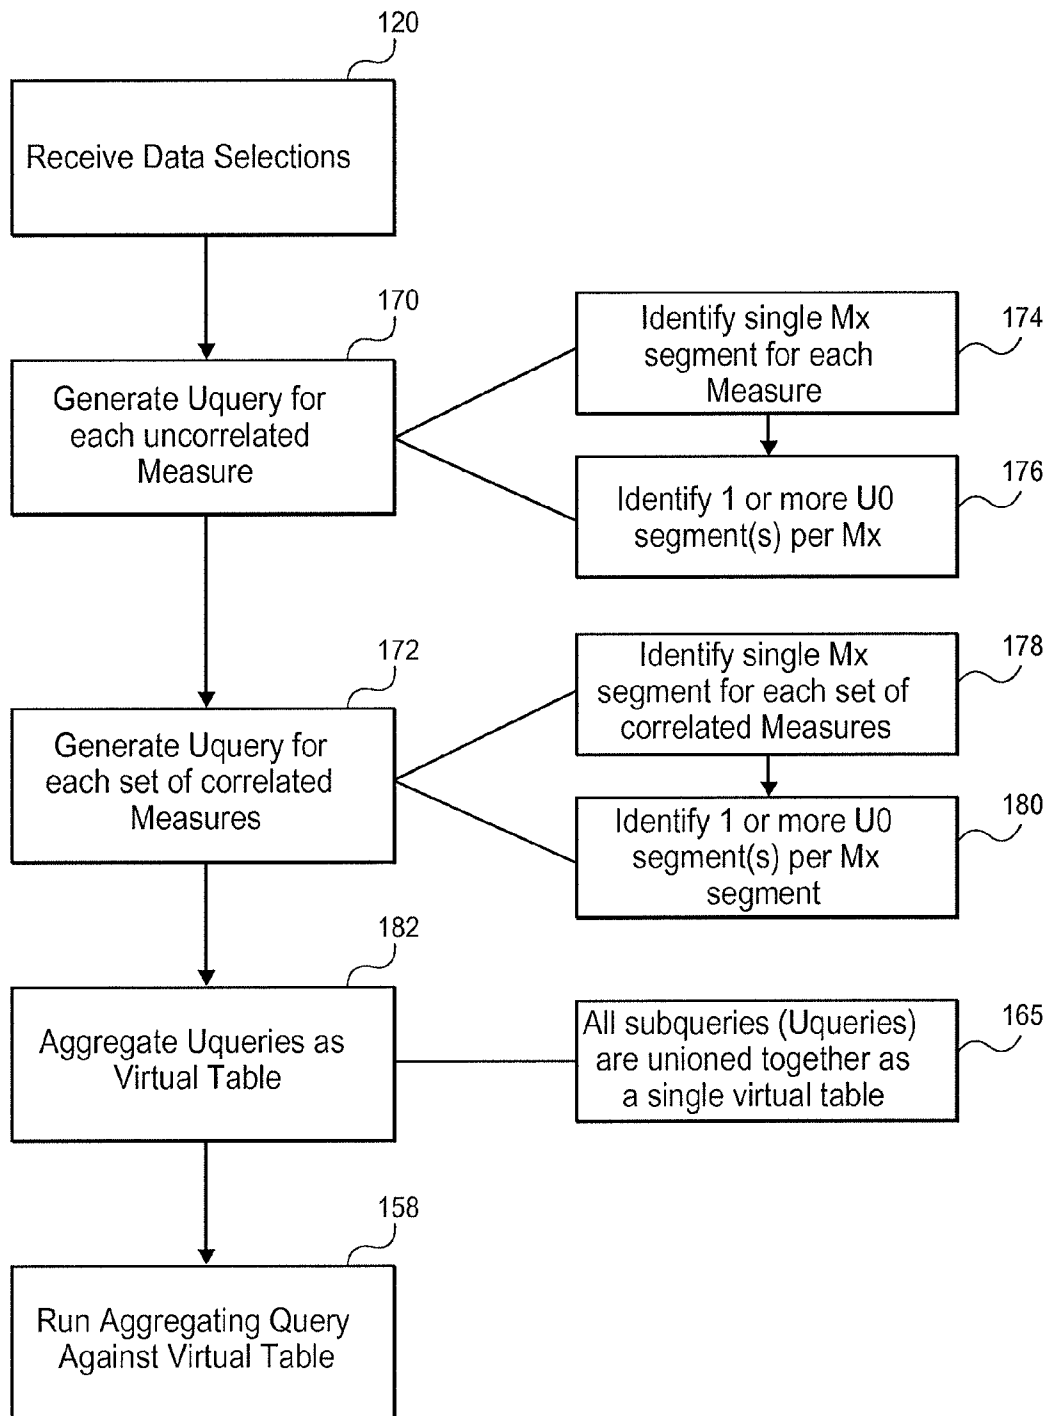 120
Receive Data Selections
170
Generate Uquery for
each uncorrelated
Measure
Identify single Mx
segment for each
Measure
174
Identify 1 or more U0
segment(s) per Mx
176
172
Generate Uquery for
each set of correlated
Measures
Identify single Mx
segment for each set of
correlated Measures
178
Identify 1 or more U0
segment(s) per Mx
segment
180
182
Aggregate Uqueries as
Virtual Table
All subqueries (Uqueries)
are unioned together as
a single virtual table
165
158
Run Aggregating Query
Against Virtual Table